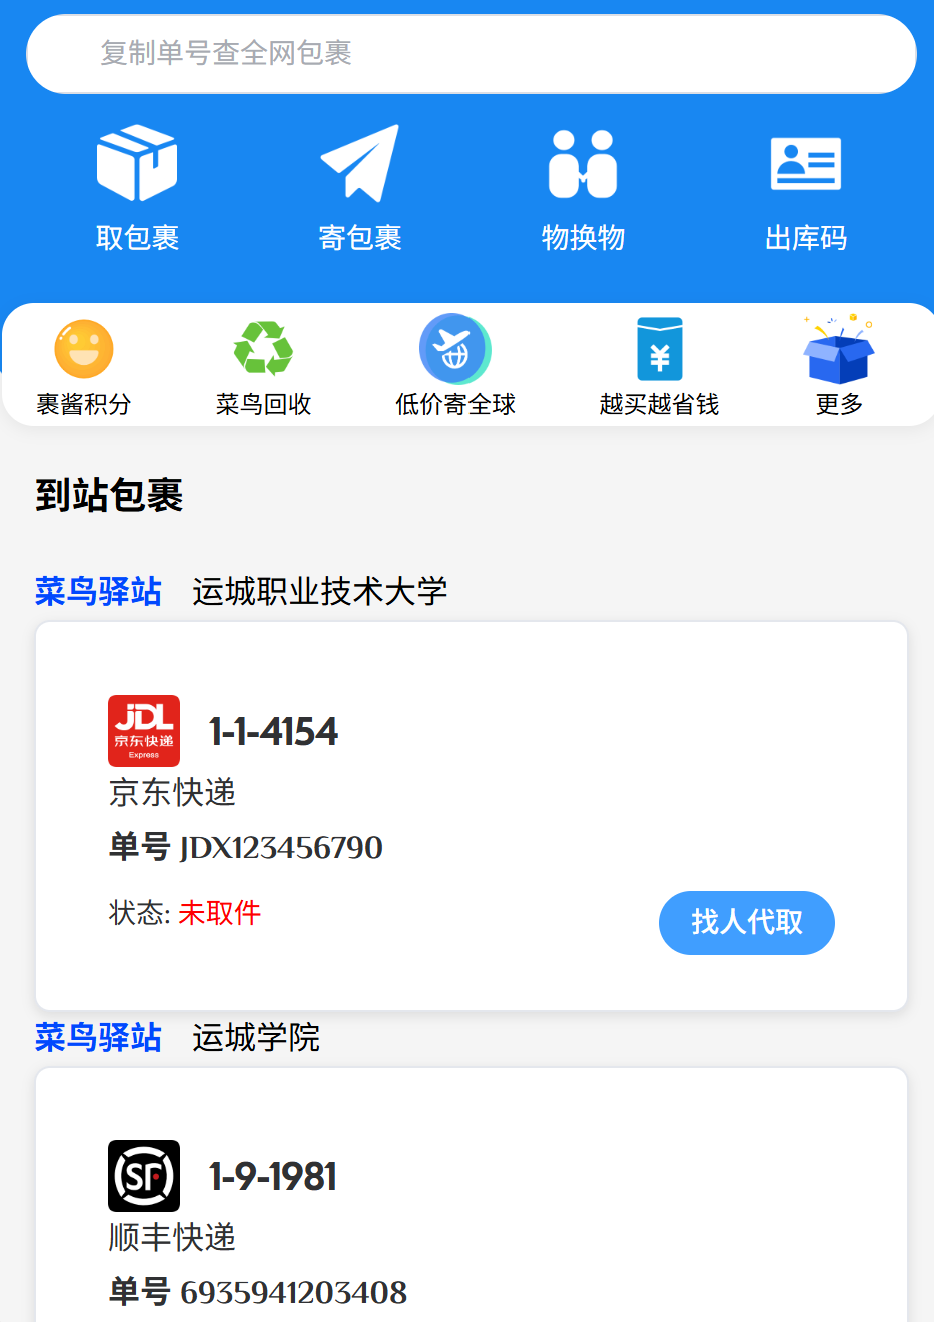 复制单号查全网包裹
取包裹 寄包裹 物换物 出库码
裹酱积分 菜鸟回收 低价寄全球 越买越省钱 更多
到站包裹
菜鸟驿站 运城职业技术大学
JDL
京东快递
Express
1-1-4154
京东快递
单号 JDX123456790
状态: 未取件
找人代取
菜鸟驿站 运城学院
SF
1-9-1981
顺丰快递
单号 6935941203408